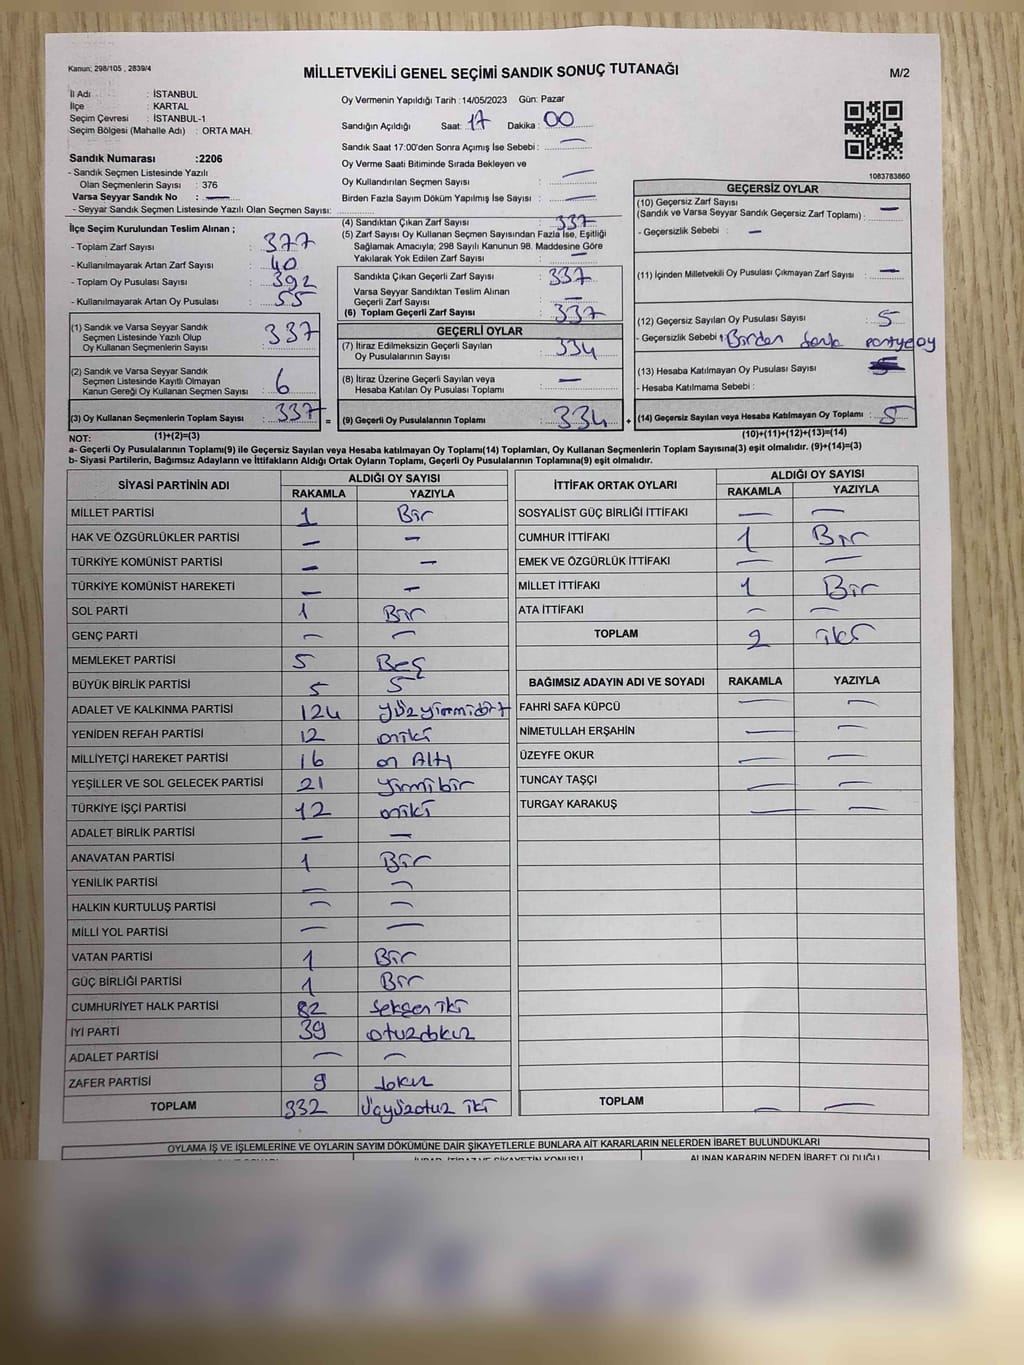 Kanun: 298/105 , 2839/4
MİLLETVEKİLİ GENEL SEÇİMİ SANDIK SONUÇ TUTANAĞI
M/2
İl Adı : İSTANBUL
İlçe : KARTAL
Seçim Çevresi : İSTANBUL-1
Seçim Bölgesi (Mahalle Adı) : ORTA MAH.
Sandık Numarası :2206
- Sandık Seçmen Listesinde Yazılı
Olan Seçmenlerin Sayısı : 376
Varsa Seyyar Sandık No : —
- Seyyar Sandık Seçmen Listesinde Yazılı Olan Seçmen Sayısı:
Oy Vermenin Yapıldığı Tarih :14/05/2023 Gün: Pazar
Sandığın Açıldığı Saat: 17 Dakika : 00
Sandık Saat 17:00'den Sonra Açımış İse Sebebi : —
Oy Verme Saati Bitiminde Sırada Bekleyen ve
Oy Kullandırılan Seçmen Sayısı : —
Birden Fazla Sayım Döküm Yapılmış İse Sayısı : —
1083783860
İlçe Seçim Kurulundan Teslim Alınan ;
- Toplam Zarf Sayısı : 377
- Kullanılmayarak Artan Zarf Sayısı : 40
- Toplam Oy Pusulası Sayısı : 392
- Kullanılmayarak Artan Oy Pusulası : 55
(1) Sandık ve Varsa Seyyar Sandık
Seçmen Listesinde Yazılı Olup
Oy Kullanan Seçmenlerin Sayısı : 337
(2) Sandık ve Varsa Seyyar Sandık
Seçmen Listesinde Kayıtlı Olmayan
Kanun Gereği Oy Kullanan Seçmen Sayısı : 6
(3) Oy Kullanan Seçmenlerin Toplam Sayısı : 337 =
(4) Sandıktan Çıkan Zarf Sayısı : 337
(5) Zarf Sayısı Oy Kullanan Seçmen Sayısından Fazla İse, Eşitliği
Sağlamak Amacıyla; 298 Sayılı Kanunun 98. Maddesine Göre
Yakılarak Yok Edilen Zarf Sayısı : —
Sandıkta Çıkan Geçerli Zarf Sayısı : 337
Varsa Seyyar Sandıktan Teslim Alınan
Geçerli Zarf Sayısı : —
(6) Toplam Geçerli Zarf Sayısı : 337
GEÇERLİ OYLAR
(7) İtiraz Edilmeksizin Geçerli Sayılan
Oy Pusulalarının Sayısı : 334
(8) İtiraz Üzerine Geçerli Sayılan veya
Hesaba Katılan Oy Pusulası Toplamı : —
(9) Geçerli Oy Pusulalarının Toplamı : 334 +
GEÇERSİZ OYLAR
(10) Geçersiz Zarf Sayısı
(Sandık ve Varsa Seyyar Sandık Geçersiz Zarf Toplamı) : —
- Geçersizlik Sebebi : —
(11) İçinden Milletvekili Oy Pusulası Çıkmayan Zarf Sayısı : —
(12) Geçersiz Sayılan Oy Pusulası Sayısı : 5
- Geçersizlik Sebebi : Birden partiye oy
(13) Hesaba Katılmayan Oy Pusulası Sayısı :
- Hesaba Katılmama Sebebi :
(14) Geçersiz Sayılan veya Hesaba Katılmayan Oy Toplamı : 5
NOT: (1)+(2)=(3) (10)+(11)+(12)+(13)=(14)
a- Geçerli Oy Pusulalarının Toplamı(9) ile Geçersiz Sayılan veya Hesaba katılmayan Oy Toplamı(14) Toplamları, Oy Kullanan Seçmenlerin Toplam Sayısına(3) eşit olmalıdır. (9)+(14)=(3)
b- Siyasi Partilerin, Bağımsız Adayların ve İttifakların Aldığı Ortak Oyların Toplamı, Geçerli Oy Pusulalarının Toplamına(9) eşit olmalıdır.
SİYASİ PARTİNİN ADI ALDIĞI OY SAYISI
RAKAMLA YAZIYLA
MİLLET PARTİSİ 1 Bir
HAK VE ÖZGÜRLÜKLER PARTİSİ — —
TÜRKİYE KOMÜNİST PARTİSİ — —
TÜRKİYE KOMÜNİST HAREKETİ — —
SOL PARTİ 1 Bir
GENÇ PARTİ — —
MEMLEKET PARTİSİ 5 Beş
BÜYÜK BİRLİK PARTİSİ 5 5
ADALET VE KALKINMA PARTİSİ 124 yüzyirmidört
YENİDEN REFAH PARTİSİ 12 oniki
MİLLİYETÇİ HAREKET PARTİSİ 16 on Altı
YEŞİLLER VE SOL GELECEK PARTİSİ 21 yirmibir
TÜRKİYE İŞÇİ PARTİSİ 12 oniki
ADALET BİRLİK PARTİSİ — —
ANAVATAN PARTİSİ 1 Bir
YENİLİK PARTİSİ — —
HALKIN KURTULUŞ PARTİSİ — —
MİLLİ YOL PARTİSİ — —
VATAN PARTİSİ 1 Bir
GÜÇ BİRLİĞİ PARTİSİ 1 Bir
CUMHURİYET HALK PARTİSİ 82 seksen iki
İYİ PARTİ 39 otuzdokuz
ADALET PARTİSİ — —
ZAFER PARTİSİ 9 dokuz
TOPLAM 332 üçyüzotuz iki
İTTİFAK ORTAK OYLARI ALDIĞI OY SAYISI
RAKAMLA YAZIYLA
SOSYALİST GÜÇ BİRLİĞİ İTTİFAKI — —
CUMHUR İTTİFAKI 1 Bir
EMEK VE ÖZGÜRLÜK İTTİFAKI — —
MİLLET İTTİFAKI 1 Bir
ATA İTTİFAKI — —
TOPLAM 2 iki
BAĞIMSIZ ADAYIN ADI VE SOYADI RAKAMLA YAZIYLA
FAHRİ SAFA KÜPCÜ — —
NİMETULLAH ERŞAHİN — —
ÜZEYFE OKUR — —
TUNCAY TAŞÇI — —
TURGAY KARAKUŞ — —
TOPLAM — —
OYLAMA İŞ VE İŞLEMLERİNE VE OYLARIN SAYIM DÖKÜMÜNE DAİR ŞİKAYETLERLE BUNLARA AİT KARARLARIN NELERDEN İBARET BULUNDUKLARI
ALINAN KARARIN NEDEN İBARET OLDUĞU